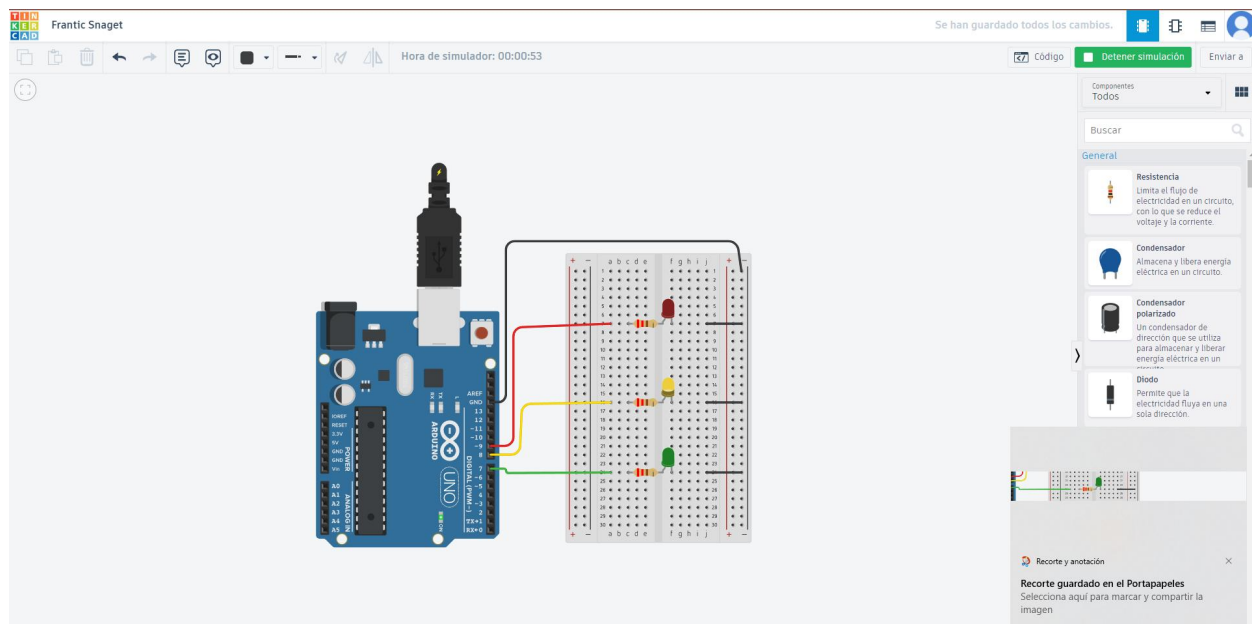 TIN
KER
CAD
Frantic Snaget
Se han guardado todos los cambios.
Hora de simulador: 00:00:53
Código
Detener simulación
Enviar a
Componentes
Todos
Buscar
General
Resistencia
Limita el flujo de
electricidad en un circuito,
con lo que se reduce el
voltaje y la corriente.
Condensador
Almacena y libera energía
eléctrica en un circuito.
Condensador
polarizado
Un condensador de
dirección que se utiliza
para almacenar y liberar
energía eléctrica en un
circuito.
Diodo
Permite que la
electricidad fluya en una
sola dirección.
AREF
GND
13
12
~11
~10
~9
8
7
~6
~5
4
~3
2
TX→1
RX←0
DIGITAL (PWM~)
L
TX
RX
ARDUINO
UNO
ON
IOREF
RESET
3.3V
5V
GND
GND
Vin
POWER
A0
A1
A2
A3
A4
A5
ANALOG IN
+ − a b c d e f g h i j + −
+ − a b c d e f g h i j + −
Recorte y anotación
Recorte guardado en el Portapapeles
Selecciona aquí para marcar y compartir la
imagen